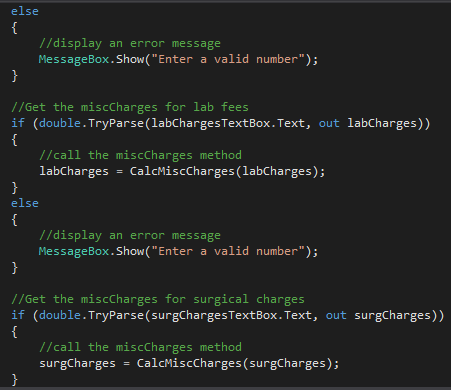 else
{
    //display an error message
    MessageBox.Show("Enter a valid number");
}
//Get the miscCharges for lab fees
if (double.TryParse(labChargesTextBox.Text, out labCharges))
{
    //call the miscCharges method
    labCharges = CalcMiscCharges(labCharges);
}
else
{
    //display an error message
    MessageBox.Show("Enter a valid number");
}
//Get the miscCharges for surgical charges
if (double.TryParse(surgChargesTextBox.Text, out surgCharges))
{
    //call the miscCharges method
    surgCharges = CalcMiscCharges(surgCharges);
}